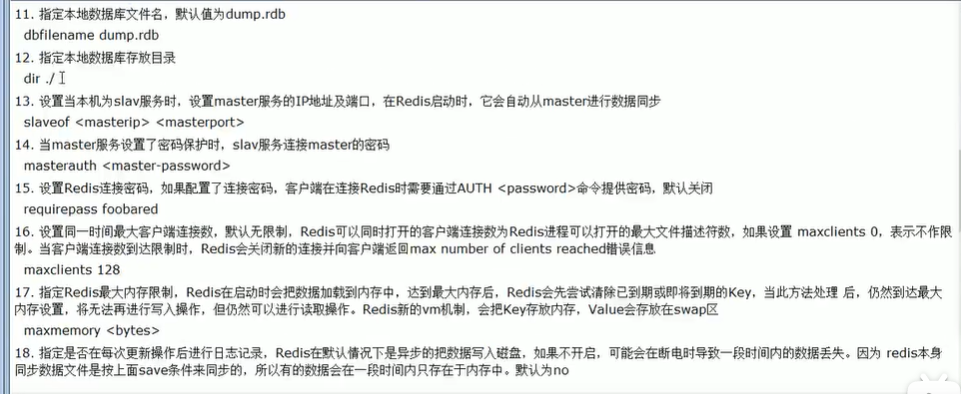 11. 指定本地数据库文件名，默认值为dump.rdb
dbfilename dump.rdb
12. 指定本地数据库存放目录
dir ./
13. 设置当本机为slav服务时，设置master服务的IP地址及端口，在Redis启动时，它会自动从master进行数据同步
slaveof <masterip> <masterport>
14. 当master服务设置了密码保护时，slav服务连接master的密码
masterauth <master-password>
15. 设置Redis连接密码，如果配置了连接密码，客户端在连接Redis时需要通过AUTH <password>命令提供密码，默认关闭
requirepass foobared
16. 设置同一时间最大客户端连接数，默认无限制，Redis可以同时打开的客户端连接数为Redis进程可以打开的最大文件描述符数，如果设置 maxclients 0，表示不作限
制。当客户端连接数到达限制时，Redis会关闭新的连接并向客户端返回max number of clients reached错误信息
maxclients 128
17. 指定Redis最大内存限制，Redis在启动时会把数据加载到内存中，达到最大内存后，Redis会先尝试清除已到期或即将到期的Key，当此方法处理 后，仍然到达最大
内存设置，将无法再进行写入操作，但仍然可以进行读取操作。Redis新的vm机制，会把Key存放内存，Value会存放在swap区
maxmemory <bytes>
18. 指定是否在每次更新操作后进行日志记录，Redis在默认情况下是异步的把数据写入磁盘，如果不开启，可能会在断电时导致一段时间内的数据丢失。因为 redis本身
同步数据文件是按上面save条件来同步的，所以有的数据会在一段时间内只存在于内存中。默认为no